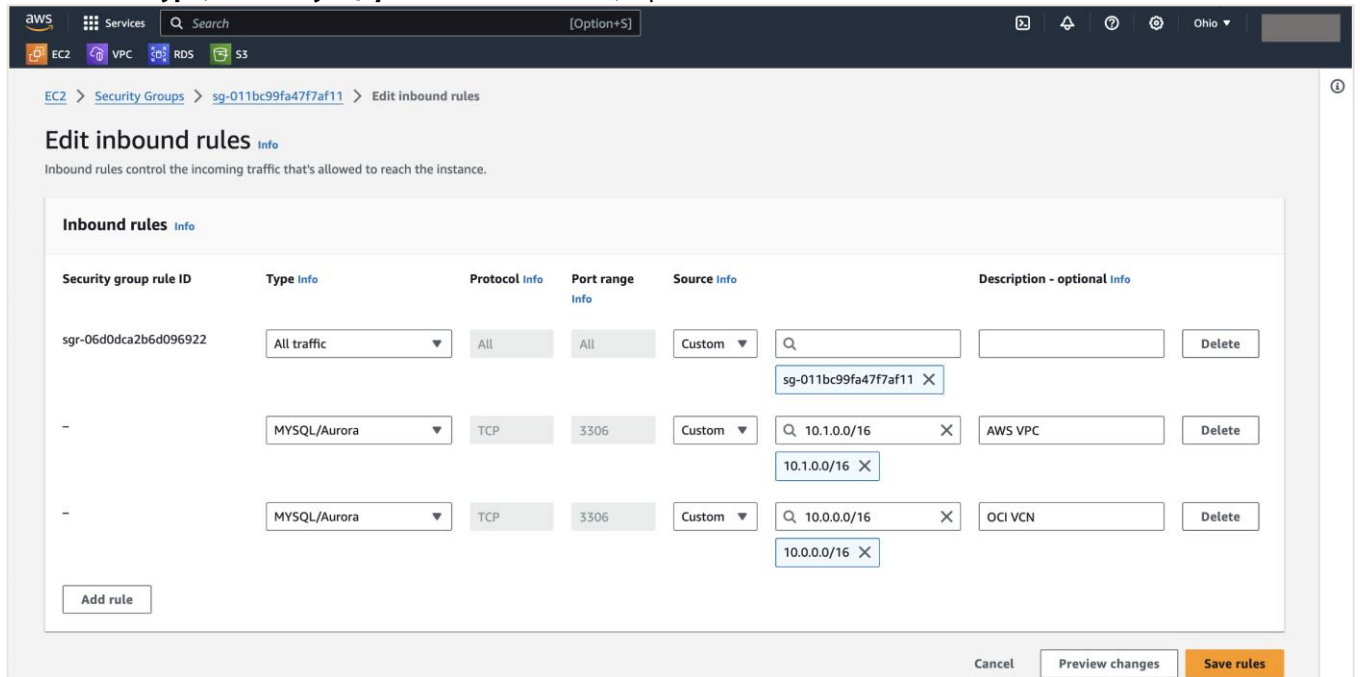 aws Services Search [Option+S] Ohio
EC2 VPC RDS S3
EC2 > Security Groups > sg-011bc99fa47f7af11 > Edit inbound rules
Edit inbound rules Info
Inbound rules control the incoming traffic that's allowed to reach the instance.
Inbound rules Info
Security group rule ID Type Info Protocol Info Port range Info Source Info Description - optional Info
sgr-06d0dca2b6d096922 All traffic All All Custom Delete
sg-011bc99fa47f7af11
– MYSQL/Aurora TCP 3306 Custom 10.1.0.0/16 AWS VPC Delete
10.1.0.0/16
– MYSQL/Aurora TCP 3306 Custom 10.0.0.0/16 OCI VCN Delete
10.0.0.0/16
Add rule
Cancel Preview changes Save rules